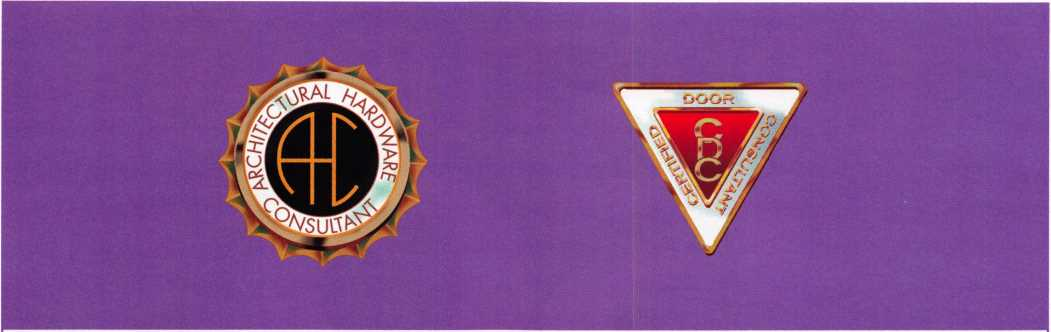 ARCHITECTURAL HARDWARE
CONSULTANT
AHC
CERTIFIED DOOR CONSULTANT
CDC